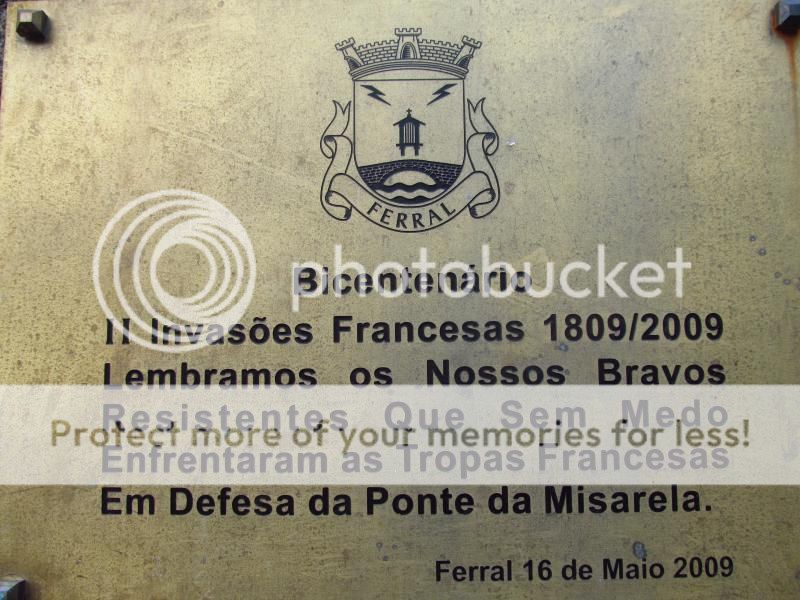 FERRAL
photobucket
Bicentenário
II Invasões Francesas 1809/2009
Lembramos os Nossos Bravos
Resistentes Que Sem Medo
Protect more of your memories for less!
Enfrentaram as Tropas Francesas
Em Defesa da Ponte da Misarela.
Ferral 16 de Maio 2009